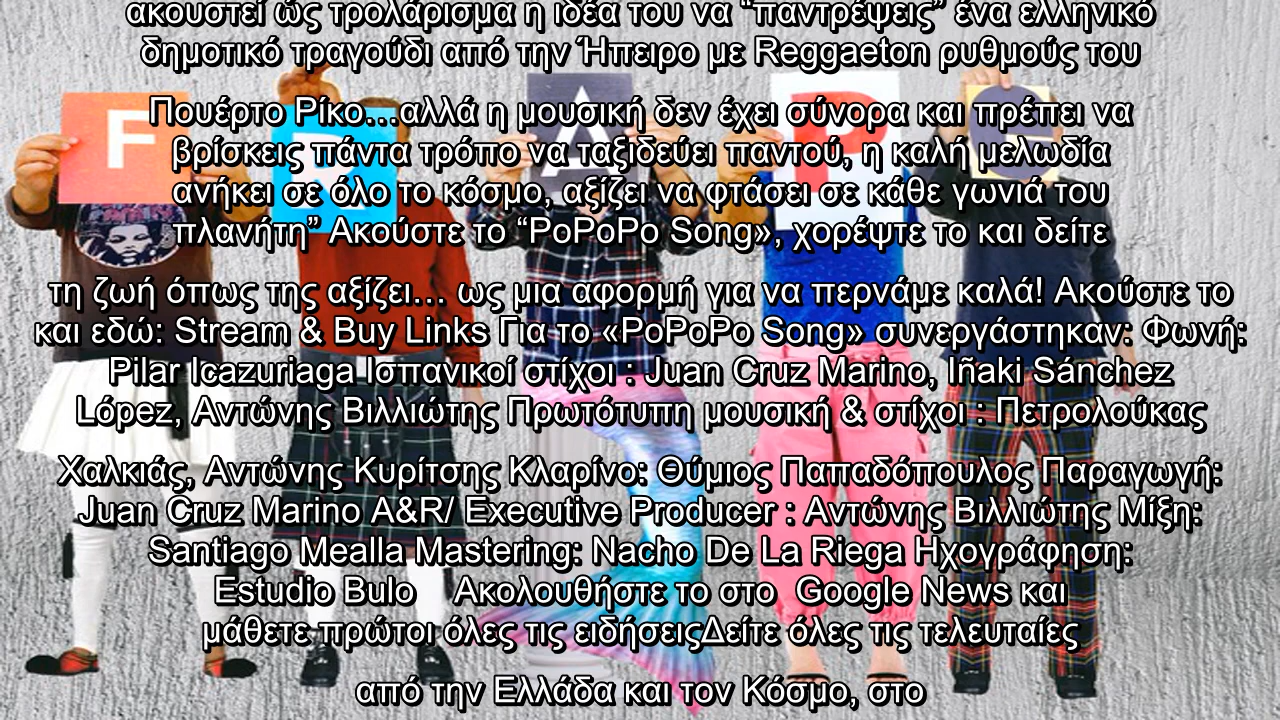 ακουστεί ώς τρολάρισμα η ιδέα του να “παντρέψεις” ένα ελληνικό
δημοτικό τραγούδι από την Ήπειρο με Reggaeton ρυθμούς του
Πουέρτο Ρίκο…αλλά η μουσική δεν έχει σύνορα και πρέπει να
βρίσκεις πάντα τρόπο να ταξιδεύει παντού, η καλή μελωδία
ανήκει σε όλο το κόσμο, αξίζει να φτάσει σε κάθε γωνιά του
πλανήτη” Ακούστε το “PoPoPo Song», χορέψτε το και δείτε
τη ζωή όπως της αξίζει… ως μια αφορμή για να περνάμε καλά! Ακούστε το
και εδώ: Stream & Buy Links Για το «PoPoPo Song» συνεργάστηκαν: Φωνή:
Pilar Icazuriaga Ισπανικοί στίχοι : Juan Cruz Marino, Iñaki Sánchez
López, Αντώνης Βιλλιώτης Πρωτότυπη μουσική & στίχοι : Πετρολούκας
Χαλκιάς, Αντώνης Κυρίτσης Κλαρίνο: Θύμιος Παπαδόπουλος Παραγωγή:
Juan Cruz Marino A&R/ Executive Producer : Αντώνης Βιλλιώτης Μίξη:
Santiago Mealla Mastering: Nacho De La Riega Ηχογράφηση:
Estudio Bulo Ακολουθήστε το στο Google News και
μάθετε πρώτοι όλες τις ειδήσειςΔείτε όλες τις τελευταίες
από την Ελλάδα και τον Κόσμο, στο
F R A P G